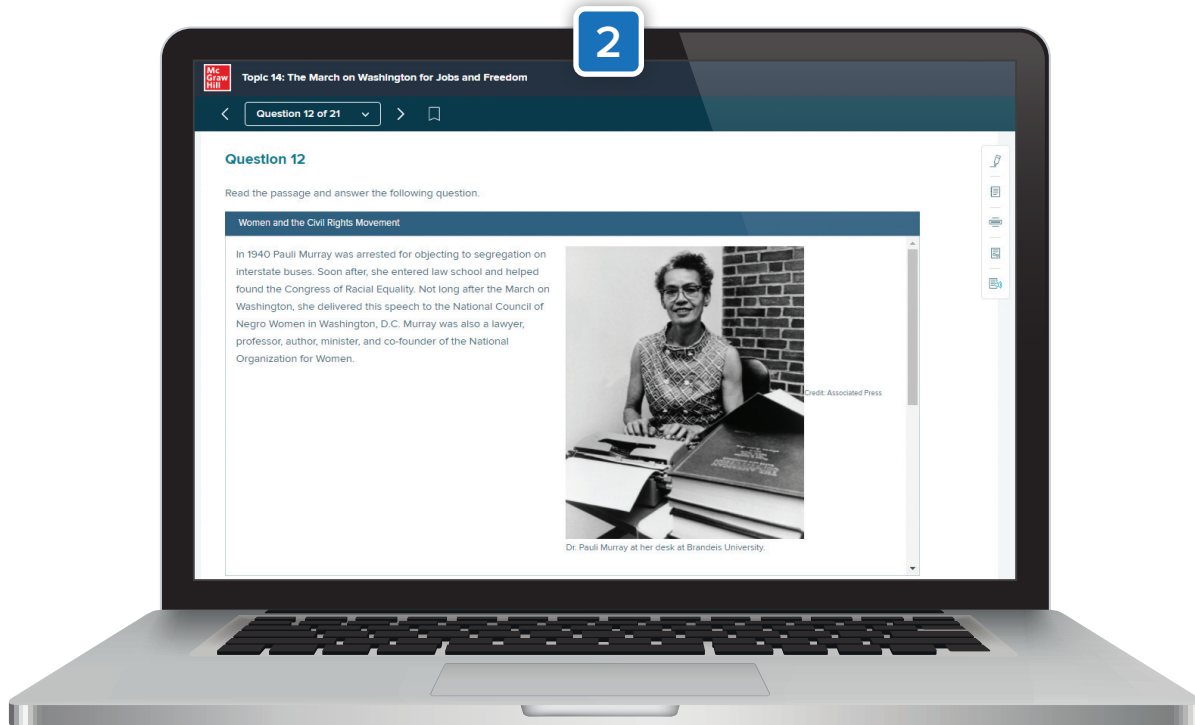 2
Mc
Graw
Hill
Topic 14: The March on Washington for Jobs and Freedom
Question 12 of 21
Question 12
Read the passage and answer the following question.
Women and the Civil Rights Movement
In 1940 Pauli Murray was arrested for objecting to segregation on
interstate buses. Soon after, she entered law school and helped
found the Congress of Racial Equality. Not long after the March on
Washington, she delivered this speech to the National Council of
Negro Women in Washington, D.C. Murray was also a lawyer,
professor, author, minister, and co-founder of the National
Organization for Women.
Credit: Associated Press
Dr. Pauli Murray at her desk at Brandeis University.